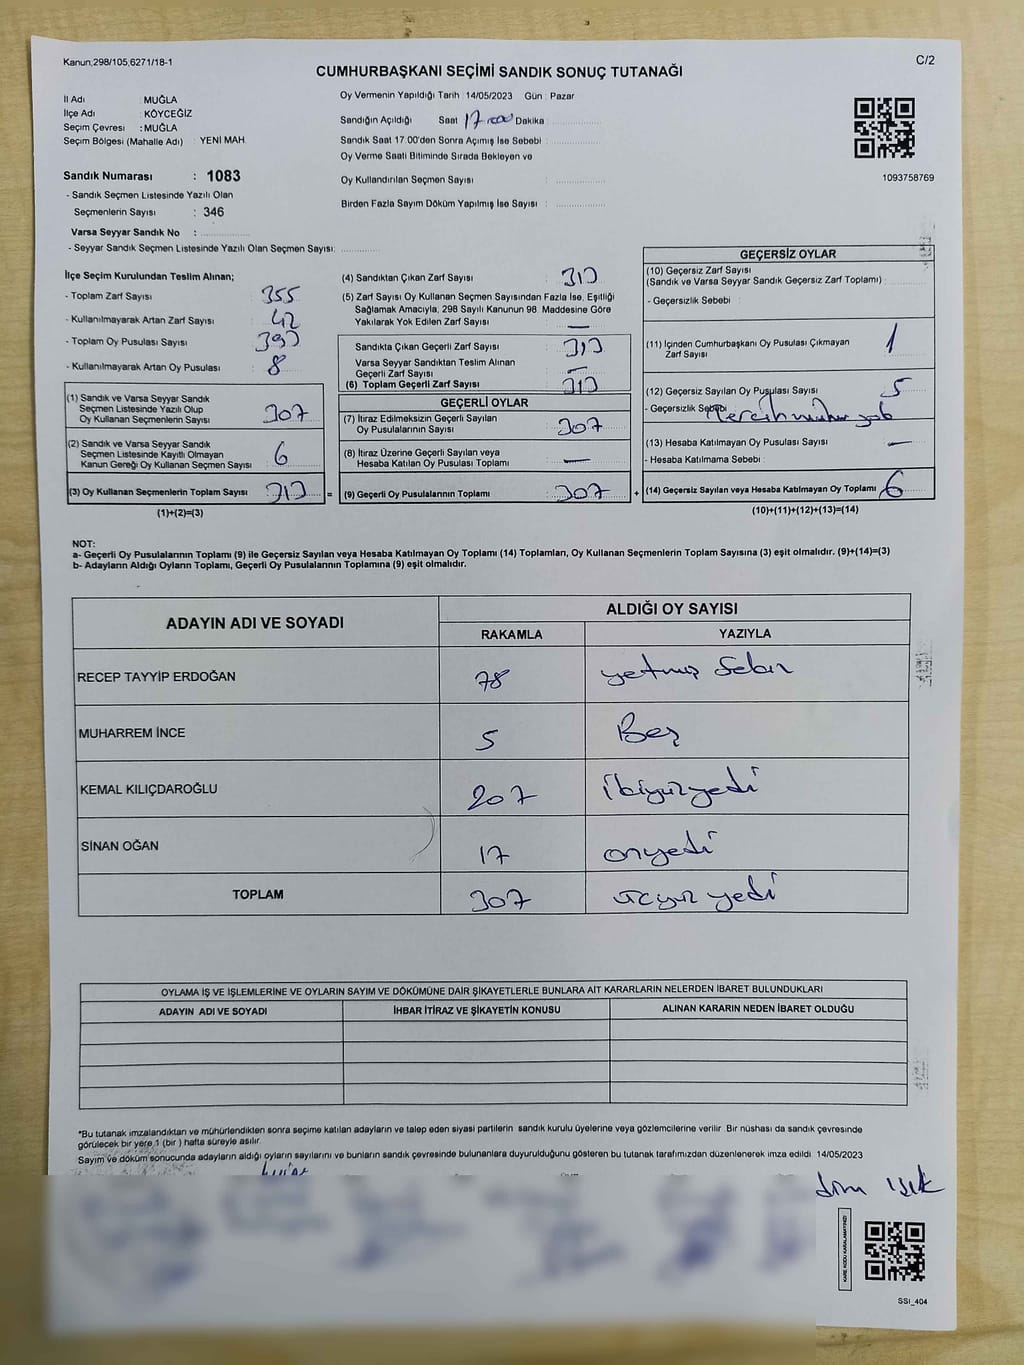 Kanun,298/105,6271/18-1
C/2
CUMHURBAŞKANI SEÇİMİ SANDIK SONUÇ TUTANAĞI
İl Adı : MUĞLA
İlçe Adı : KÖYCEĞİZ
Seçim Çevresi : MUĞLA
Seçim Bölgesi (Mahalle Adı) : YENİ MAH.
Oy Vermenin Yapıldığı Tarih : 14/05/2023 Gün : Pazar
Sandığın Açıldığı Saat 17 Dakika :
Sandık Saat 17.00'den Sonra Açılmış İse Sebebi :
Oy Verme Saati Bitiminde Sırada Bekleyen ve
Oy Kullandırılan Seçmen Sayısı :
Birden Fazla Sayım Döküm Yapılmış İse Sayısı :
1093758769
Sandık Numarası : 1083
- Sandık Seçmen Listesinde Yazılı Olan
Seçmenlerin Sayısı : 346
Varsa Seyyar Sandık No :
- Seyyar Sandık Seçmen Listesinde Yazılı Olan Seçmen Sayısı:
İlçe Seçim Kurulundan Teslim Alınan;
- Toplam Zarf Sayısı 355
- Kullanılmayarak Artan Zarf Sayısı 42
- Toplam Oy Pusulası Sayısı
- Kullanılmayarak Artan Oy Pusulası 8
(1) Sandık ve Varsa Seyyar Sandık
Seçmen Listesinde Yazılı Olup
Oy Kullanan Seçmenlerin Sayısı 307
(2) Sandık ve Varsa Seyyar Sandık
Seçmen Listesinde Kayıtlı Olmayan
Kanun Gereği Oy Kullanan Seçmen Sayısı 6
(3) Oy Kullanan Seçmenlerin Toplam Sayısı 313 =
(1)+(2)=(3)
(4) Sandıktan Çıkan Zarf Sayısı : 313
(5) Zarf Sayısı Oy Kullanan Seçmen Sayısından Fazla İse, Eşitliği
Sağlamak Amacıyla, 298 Sayılı Kanunun 98. Maddesine Göre
Yakılarak Yok Edilen Zarf Sayısı : —
Sandıkta Çıkan Geçerli Zarf Sayısı : 313
Varsa Seyyar Sandıktan Teslim Alınan
Geçerli Zarf Sayısı : —
(6) Toplam Geçerli Zarf Sayısı : 313
GEÇERLİ OYLAR
(7) İtiraz Edilmeksizin Geçerli Sayılan
Oy Pusulalarının Sayısı : 307
(8) İtiraz Üzerine Geçerli Sayılan veya
Hesaba Katılan Oy Pusulası Toplamı : —
(9) Geçerli Oy Pusulalarının Toplamı : 307 +
GEÇERSİZ OYLAR
(10) Geçersiz Zarf Sayısı
(Sandık ve Varsa Seyyar Sandık Geçersiz Zarf Toplamı) :
- Geçersizlik Sebebi :
(11) İçinden Cumhurbaşkanı Oy Pusulası Çıkmayan
Zarf Sayısı : 1
(12) Geçersiz Sayılan Oy Pusulası Sayısı : 5
- Geçersizlik Sebebi : Tercih mührü yok
(13) Hesaba Katılmayan Oy Pusulası Sayısı : —
- Hesaba Katılmama Sebebi :
(14) Geçersiz Sayılan veya Hesaba Katılmayan Oy Toplamı : 6
(10)+(11)+(12)+(13)=(14)
NOT:
a- Geçerli Oy Pusulalarının Toplamı (9) ile Geçersiz Sayılan veya Hesaba Katılmayan Oy Toplamı (14) Toplamları, Oy Kullanan Seçmenlerin Toplam Sayısına (3) eşit olmalıdır. (9)+(14)=(3)
b- Adayların Aldığı Oyların Toplamı, Geçerli Oy Pusulalarının Toplamına (9) eşit olmalıdır.
ADAYIN ADI VE SOYADI ALDIĞI OY SAYISI
RAKAMLA YAZIYLA
RECEP TAYYİP ERDOĞAN 78 yetmiş sekiz
MUHARREM İNCE 5 Beş
KEMAL KILIÇDAROĞLU 207 ikiyüzyedi
SİNAN OĞAN 17 onyedi
TOPLAM 307 üçyüz yedi
OYLAMA İŞ VE İŞLEMLERİNE VE OYLARIN SAYIM VE DÖKÜMÜNE DAİR ŞİKAYETLERLE BUNLARA AİT KARARLARIN NELERDEN İBARET BULUNDUKLARI
ADAYIN ADI VE SOYADI İHBAR İTİRAZ VE ŞİKAYETİN KONUSU ALINAN KARARIN NEDEN İBARET OLDUĞU
*Bu tutanak imzalandıktan ve mühürlendikten sonra seçime katılan adayların ve talep eden siyasi partilerin sandık kurulu üyelerine veya gözlemcilerine verilir. Bir nüshası da sandık çevresinde
görülecek bir yere 1 (bir ) hafta süreyle asılır.
Sayım ve döküm sonucunda adayların aldığı oyların sayılarını ve bunların sandık çevresinde bulunanlara duyurulduğunu gösteren bu tutanak tarafımızdan düzenlenerek imza edildi. 14/05/2023
KARE KODU KARALAMAYINIZ!
SSI_404